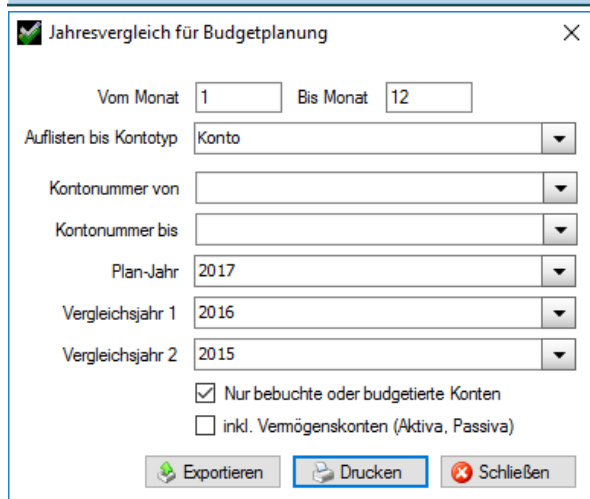 Jahresvergleich für Budgetplanung
Vom Monat 1 Bis Monat 12
Auflisten bis Kontotyp Konto
Kontonummer von
Kontonummer bis
Plan-Jahr 2017
Vergleichsjahr 1 2016
Vergleichsjahr 2 2015
Nur bebuchte oder budgetierte Konten
inkl. Vermögenskonten (Aktiva, Passiva)
Exportieren Drucken Schließen